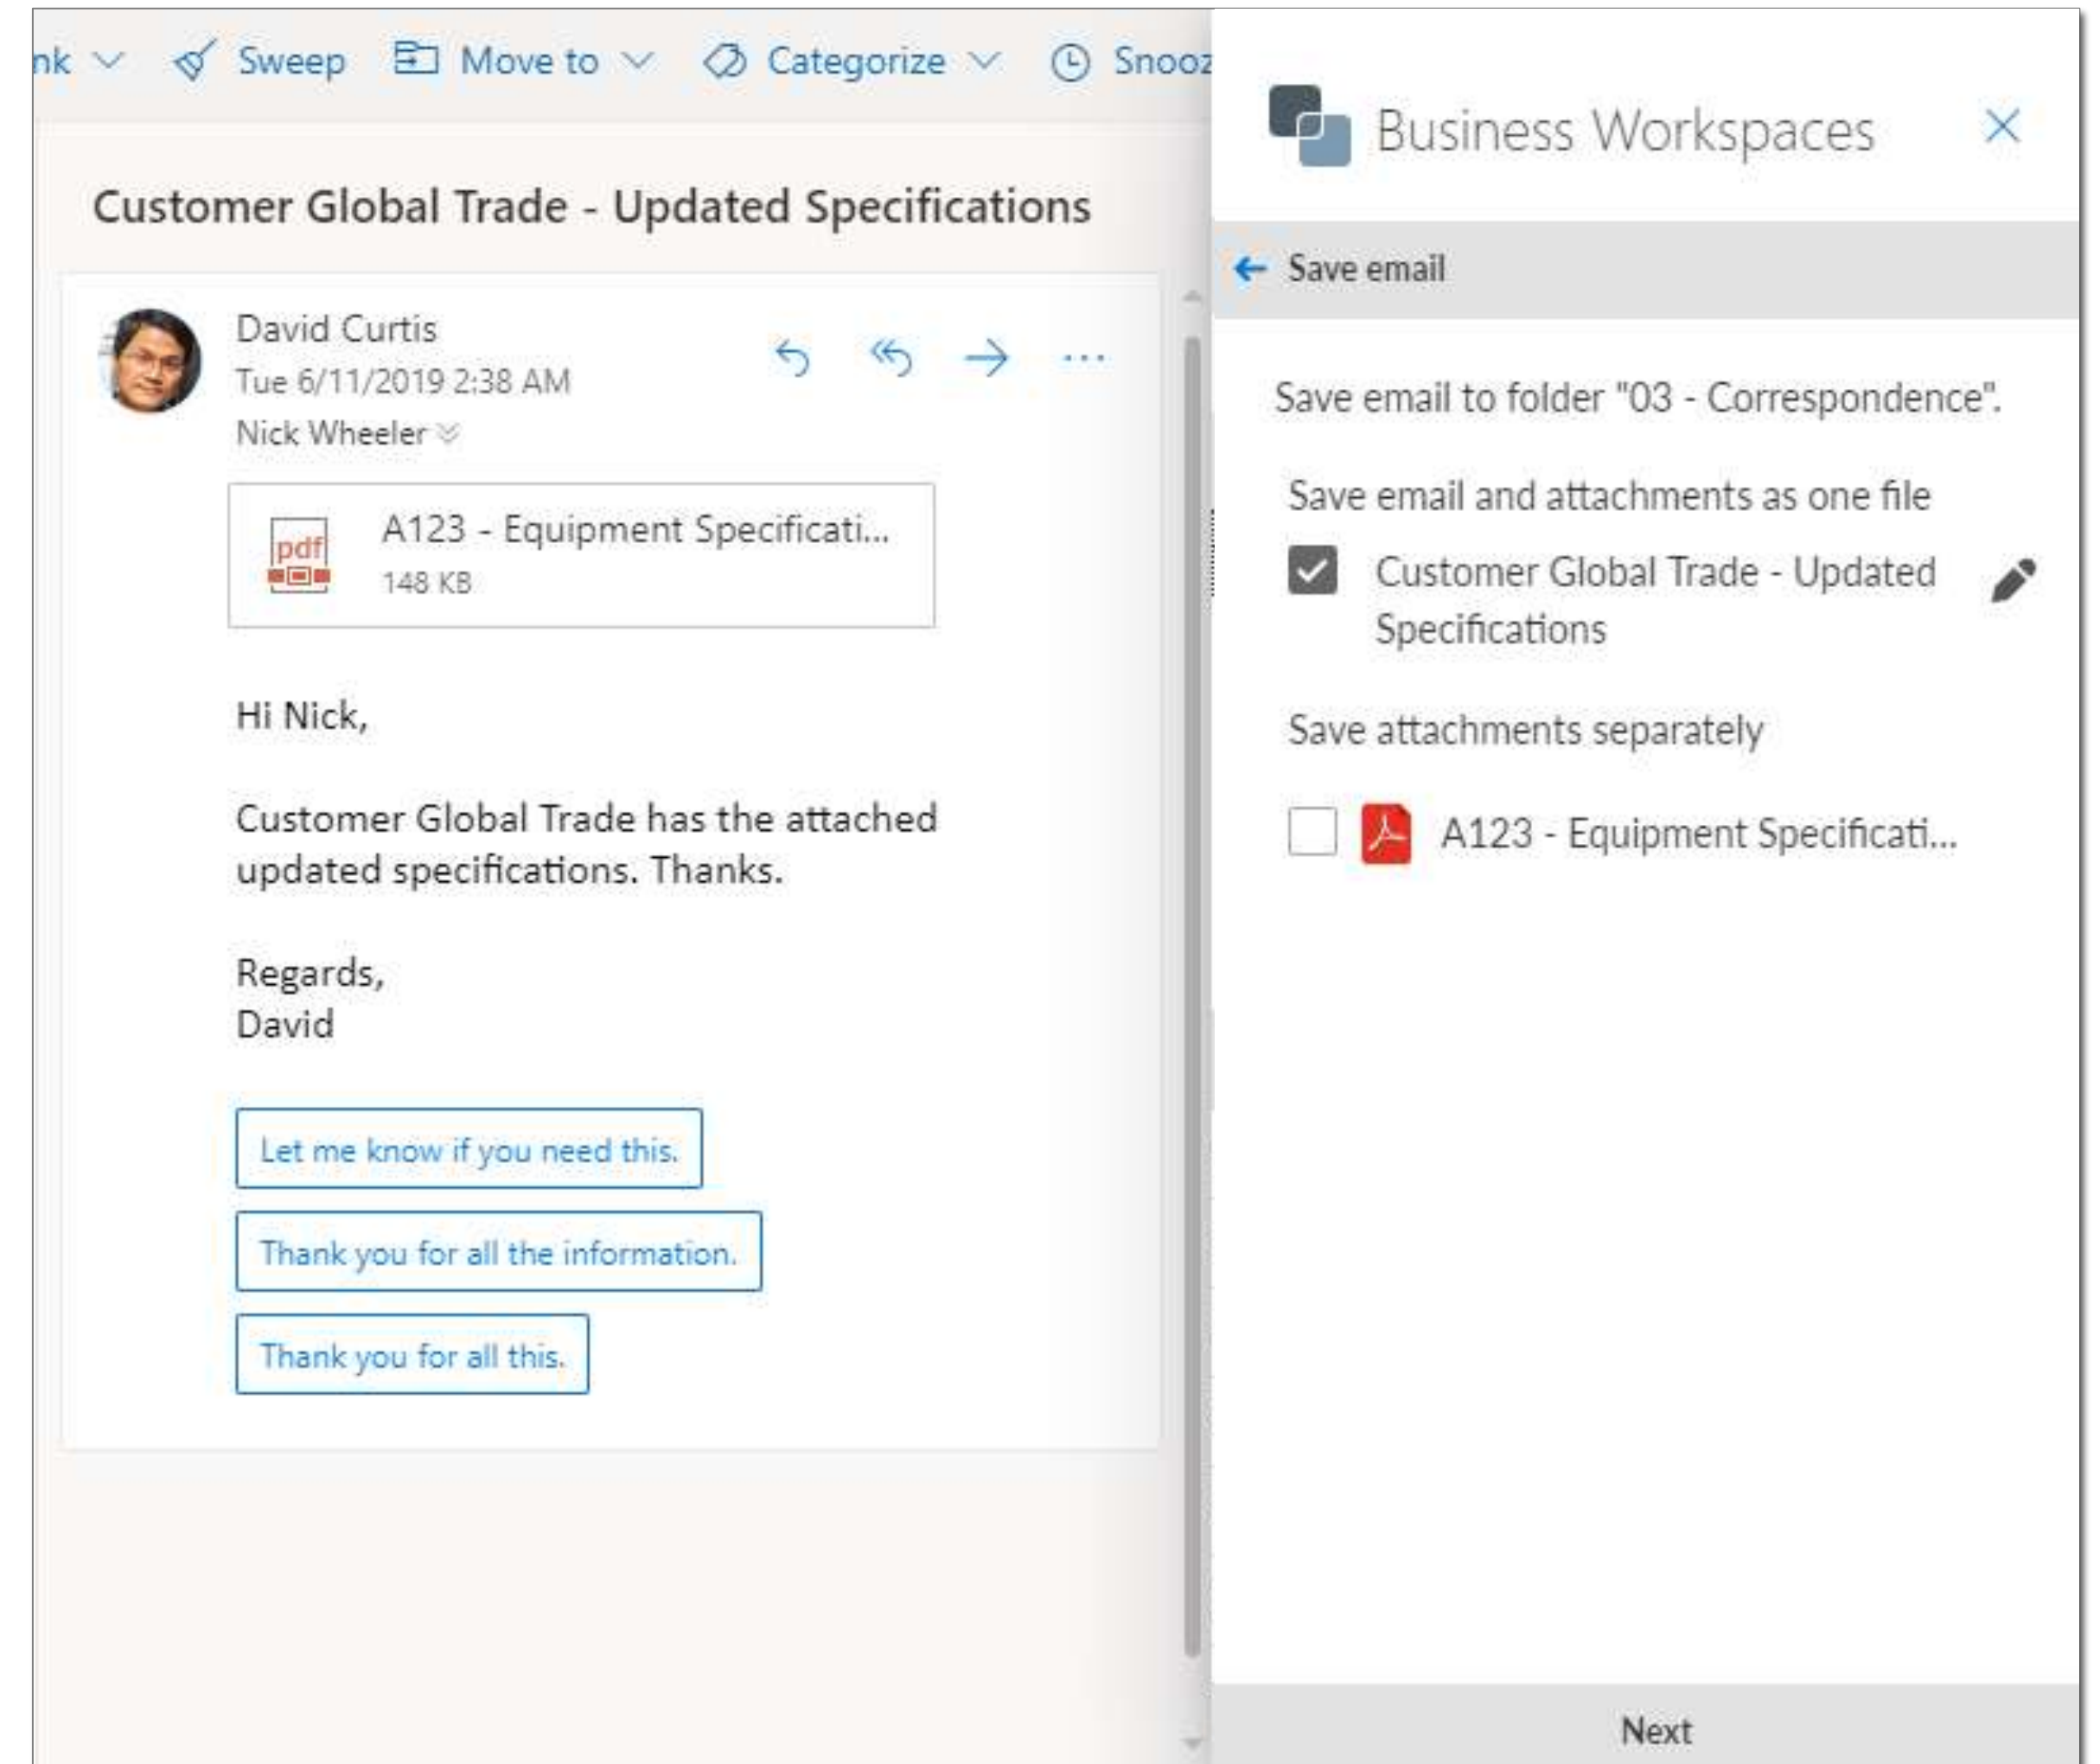 nk Sweep Move to Categorize Snooz
Customer Global Trade - Updated Specifications
David Curtis
Tue 6/11/2019 2:38 AM
Nick Wheeler
pdf
A123 - Equipment Specificati...
148 KB
Hi Nick,
Customer Global Trade has the attached
updated specifications. Thanks.
Regards,
David
Let me know if you need this.
Thank you for all the information.
Thank you for all this.
Business Workspaces
Save email
Save email to folder "03 - Correspondence".
Save email and attachments as one file
Customer Global Trade - Updated
Specifications
Save attachments separately
A123 - Equipment Specificati...
Next